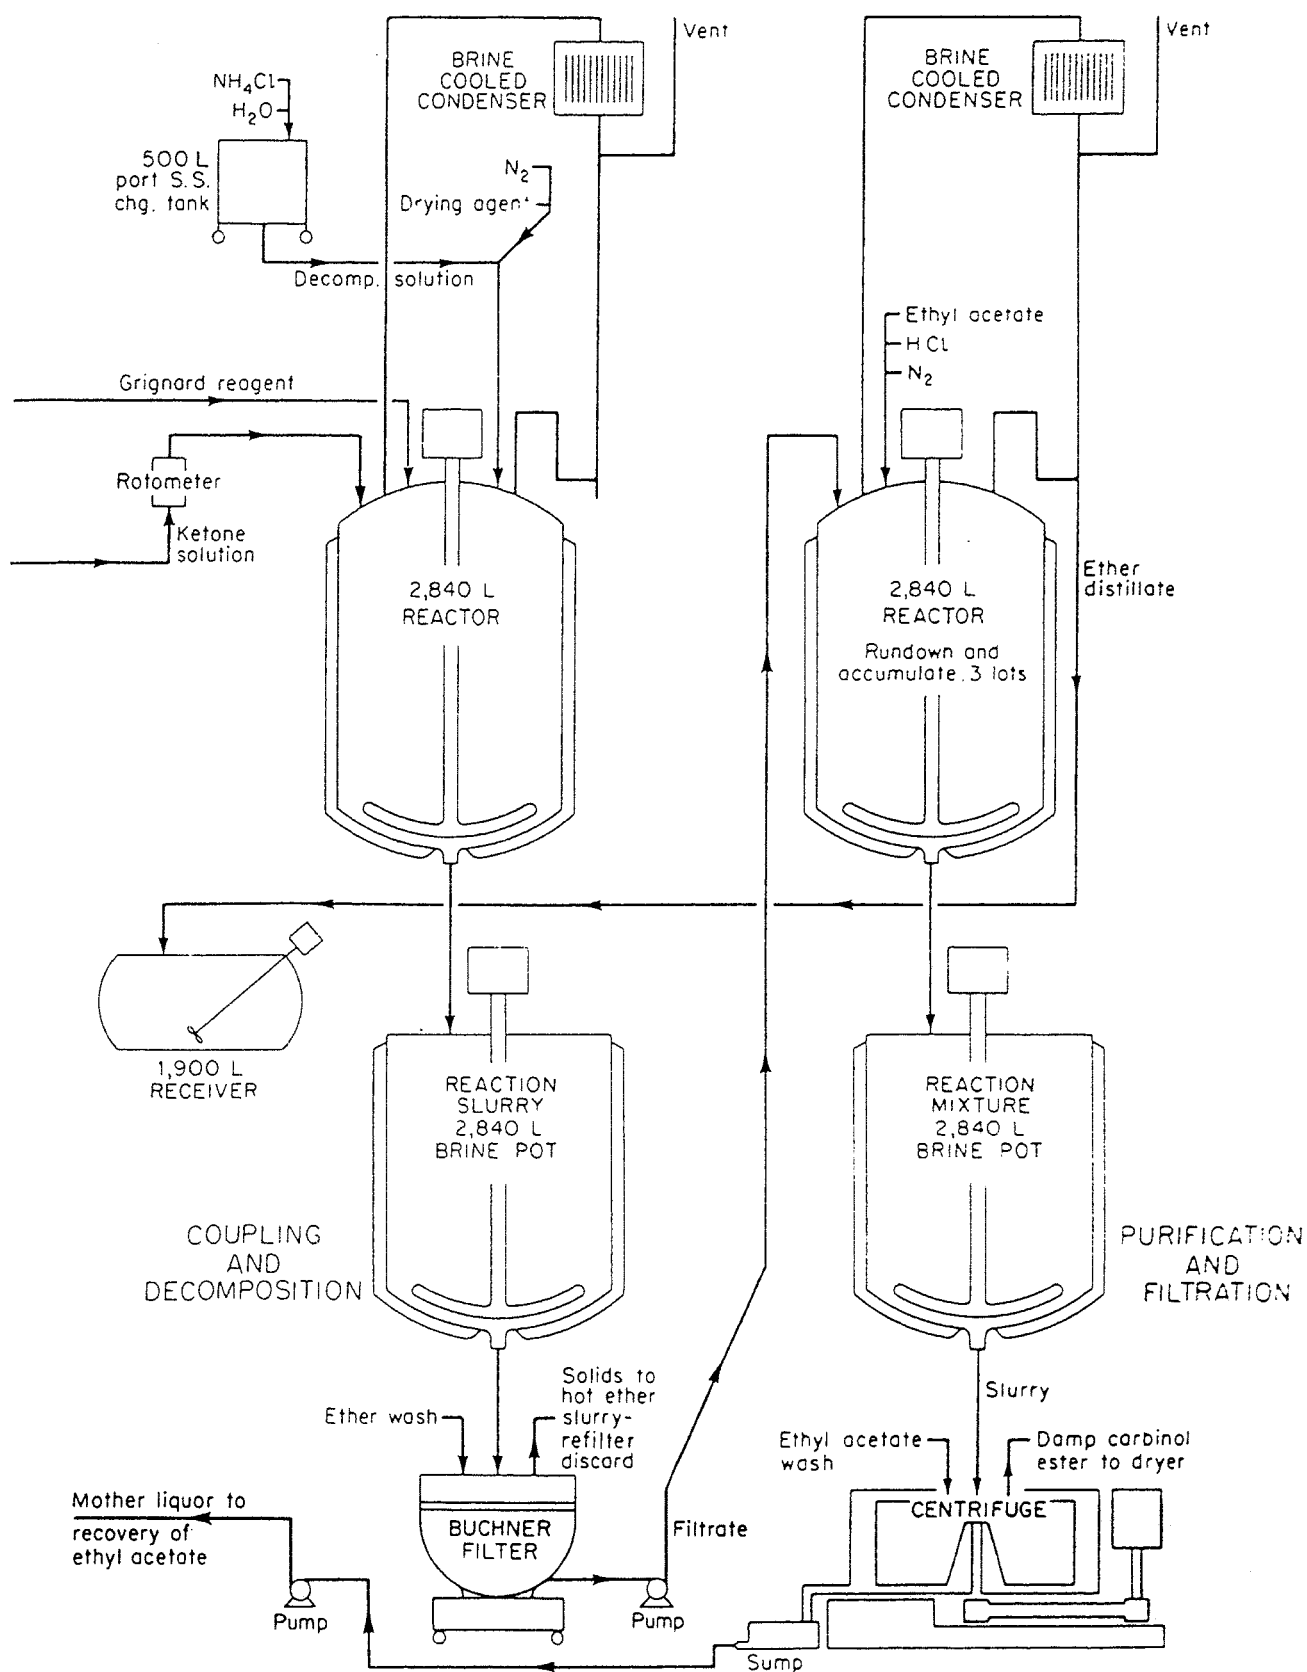 Vent
BRINE
COOLED
CONDENSER
NH4Cl
H2O
500 L
port S.S.
chg. tank
N2
Drying agent
Decomp. solution
Grignard reagent
Rotometer
Ketone
solution
2,840 L
REACTOR
Vent
BRINE
COOLED
CONDENSER
Ethyl acetate
HCl
N2
2,840 L
REACTOR
Rundown and
accumulate. 3 lots
Ether
distillate
1,900 L
RECEIVER
REACTION
SLURRY
2,840 L
BRINE POT
REACTION
MIXTURE
2,840 L
BRINE POT
COUPLING
AND
DECOMPOSITION
PURIFICATION
AND
FILTRATION
Ether wash
Solids to
hot ether
slurry-
refilter
discard
Slurry
Ethyl acetate
wash
Damp carbinol
ester to dryer
Mother liquor to
recovery of
ethyl acetate
BUCHNER
FILTER
Filtrate
CENTRIFUGE
Pump
Pump
Sump